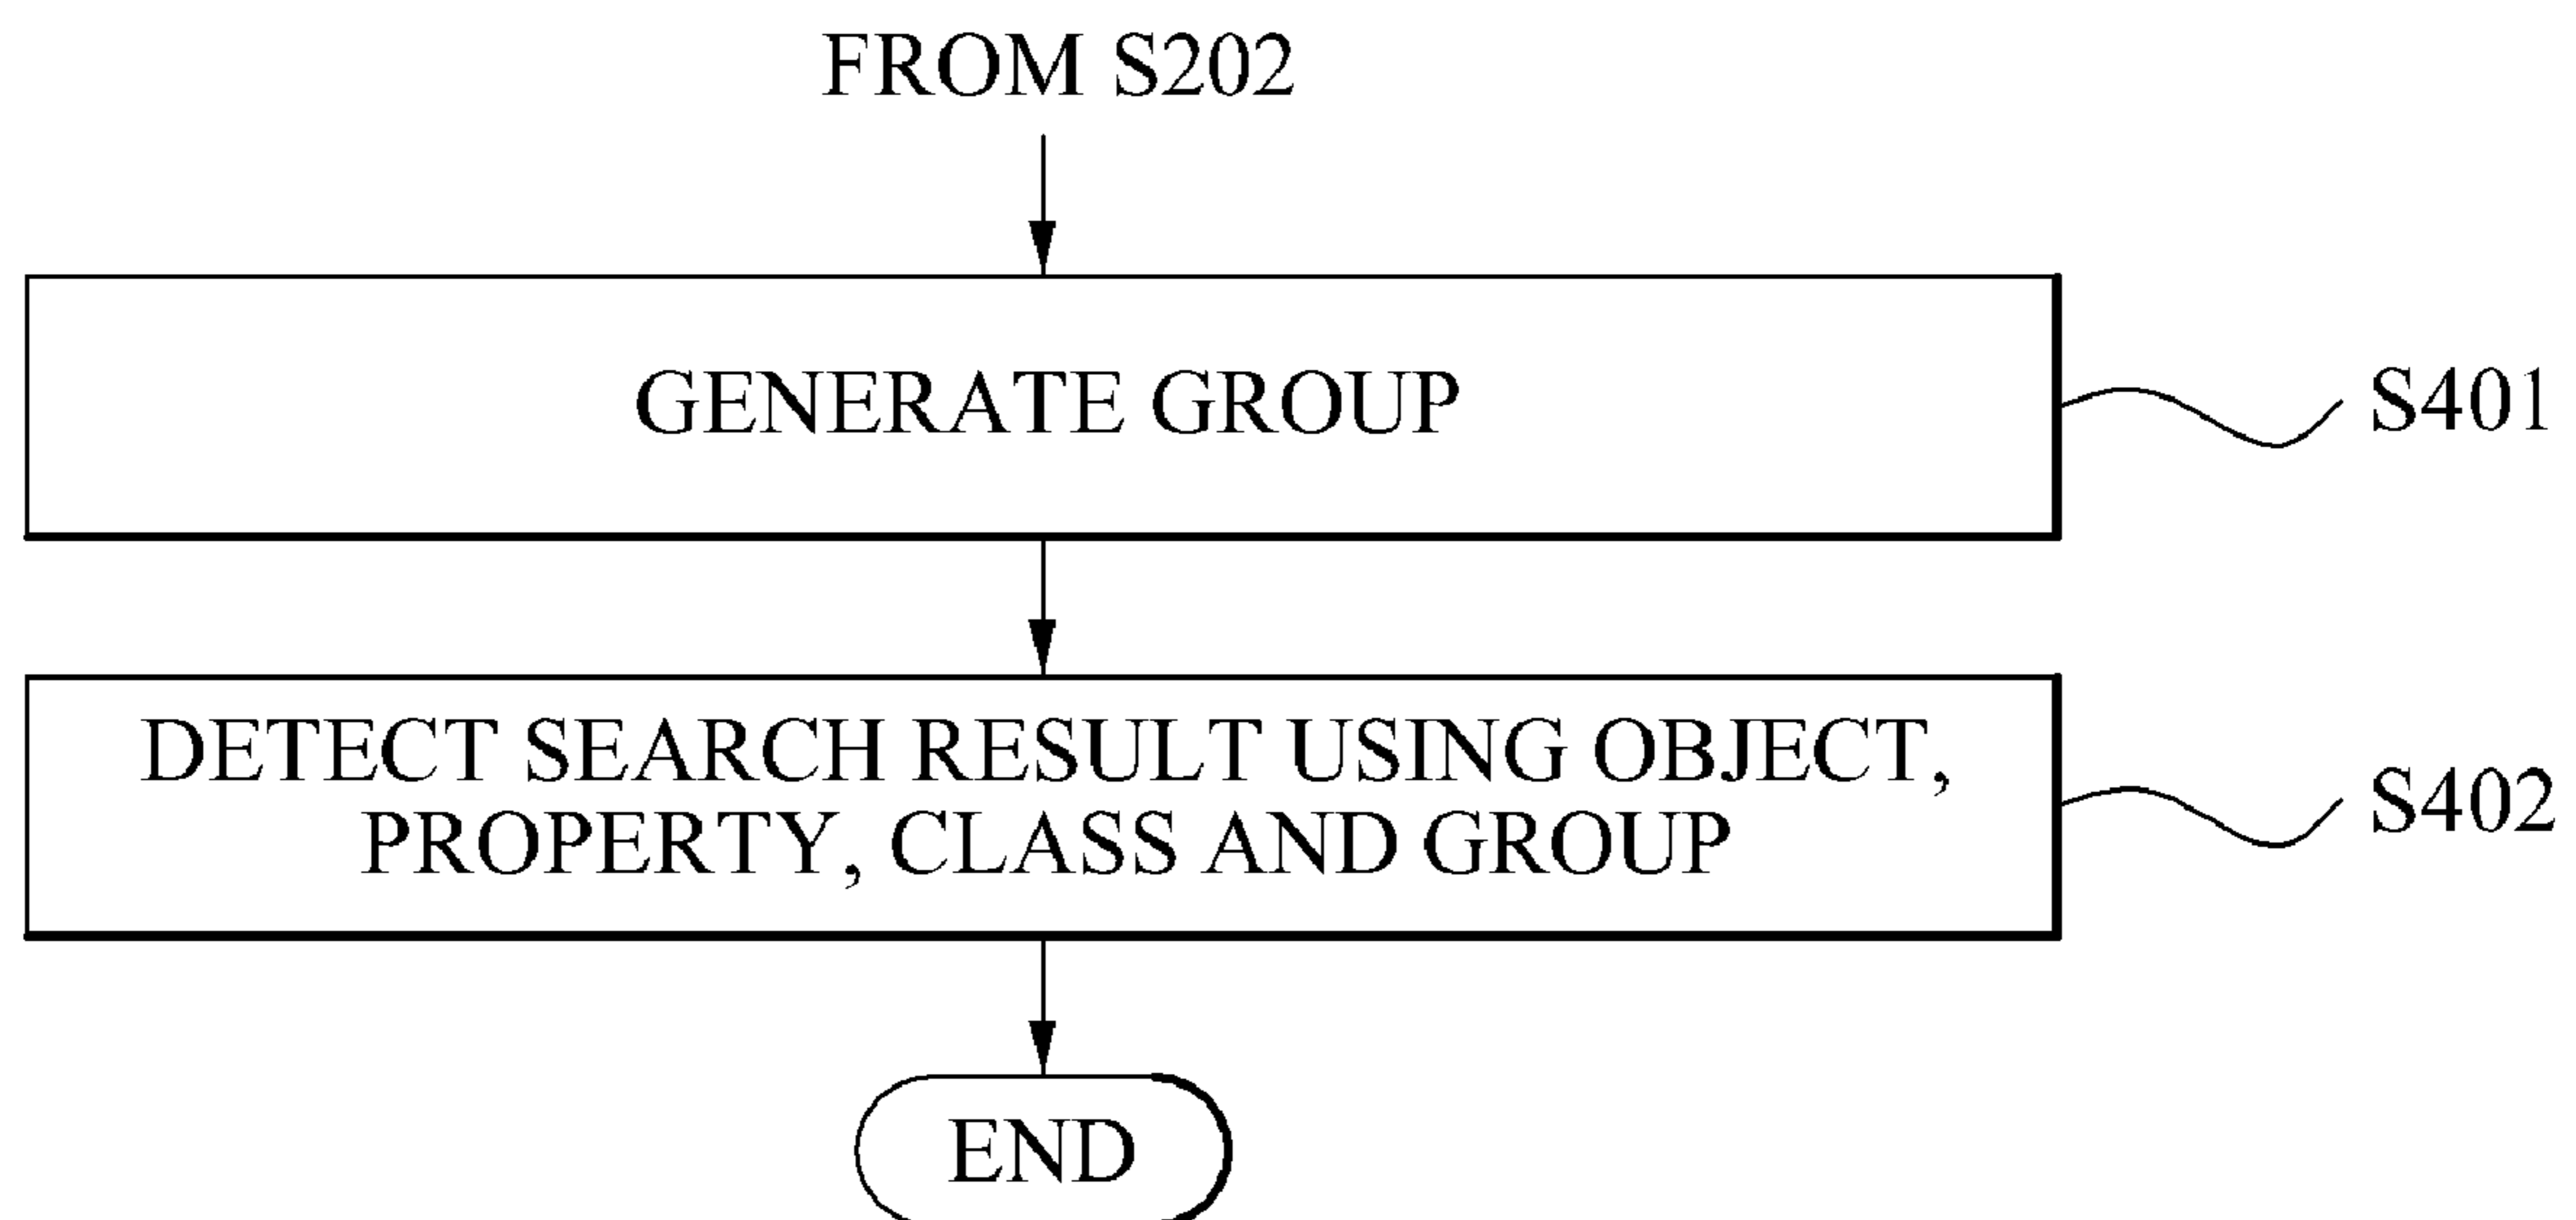 FROM S202
GENERATE GROUP
S401
DETECT SEARCH RESULT USING OBJECT,
PROPERTY, CLASS AND GROUP
S402
END